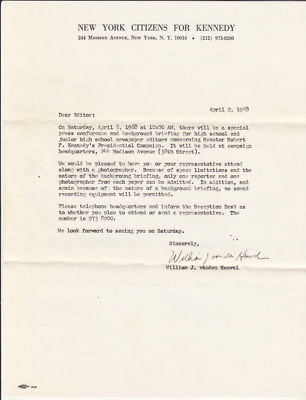 NEW YORK CITIZENS FOR KENNEDY
244 Madison Avenue, New York, N. Y. 10016 • (212) 973-8200
April 2, 1968
Dear Editor:
On Saturday, April 6, 1968 at 10:00 AM, there will be a special
press conference and background briefing for high school and
junior high school newspaper editors concerning Senator Robert
F. Kennedy's Presidential Campaign. It will be held at campaign
headquarters, 244 Madison Avenue (38th Street).
We would be pleased to have you or your representative attend
along with a photographer. Because of space limitations and the
nature of the background briefing, only one reporter and one
photographer from each paper can be admitted. In addition, and
again because of the nature of a background briefing, no sound
recording equipment will be permitted.
Please telephone headquarters and inform the Reception Desk as
to whether you plan to attend or send a representative. The
number is 973 8200.
We look forward to seeing you on Saturday.
Sincerely,
William J. vanden Heuvel
William J. vanden Heuvel